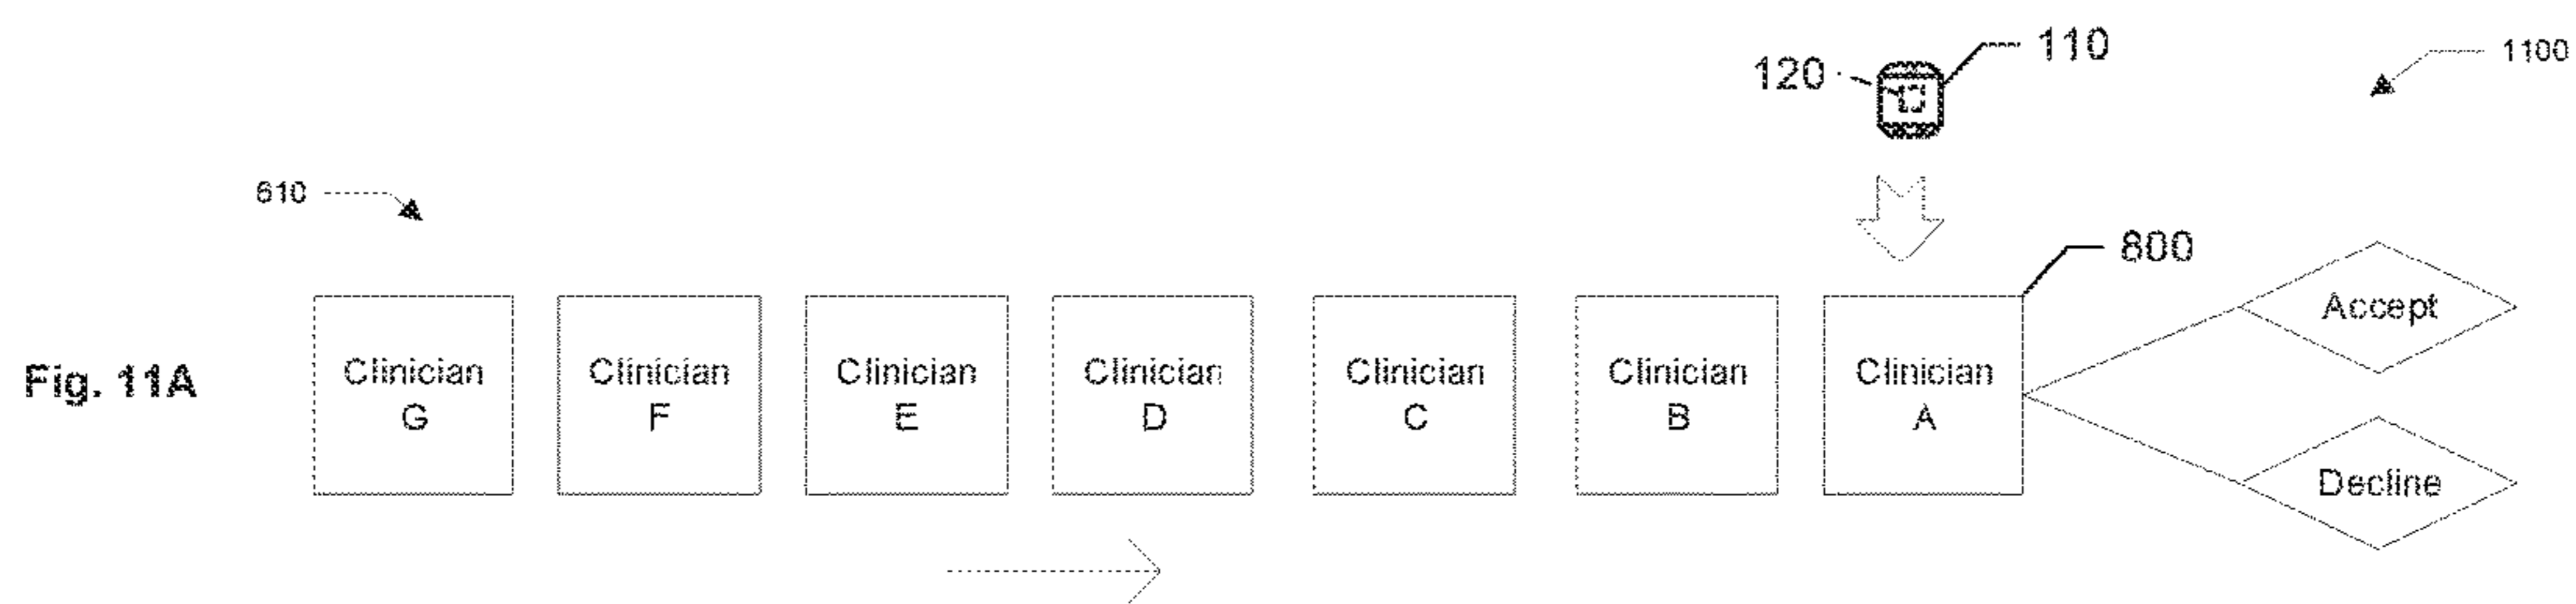 120
110
1100
610
800
Fig. 11A
Clinician
G
Clinician
F
Clinician
E
Clinician
D
Clinician
C
Clinician
B
Clinician
A
Accept
Decline